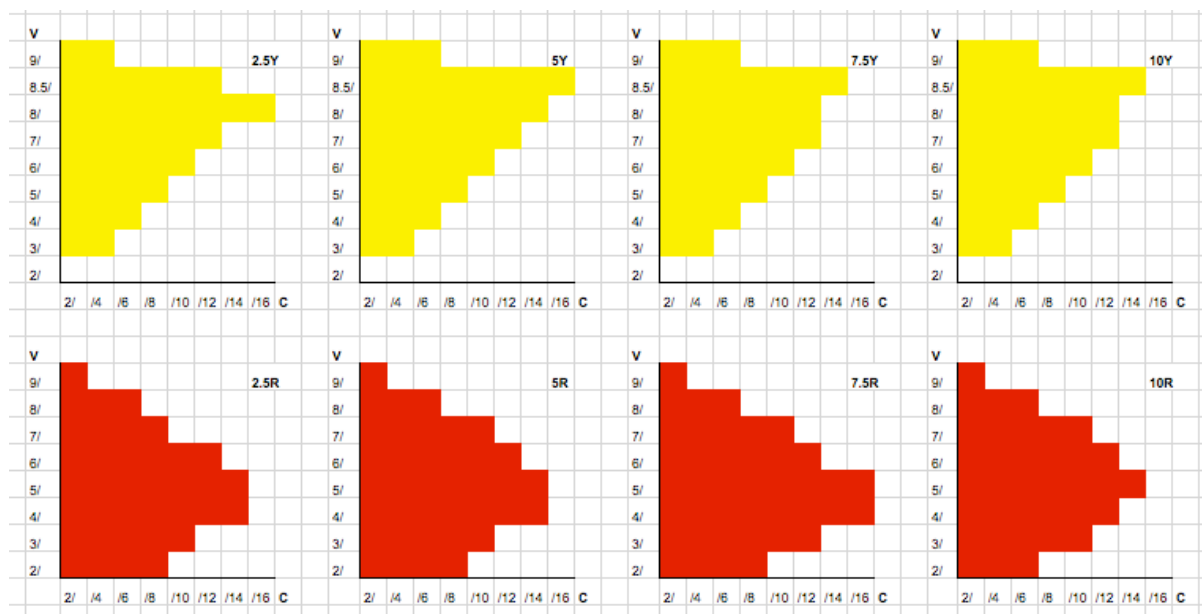 V V V V
9/ 2.5Y 9/ 5Y 9/ 7.5Y 9/ 10Y
8.5/ 8.5/ 8.5/ 8.5/
8/ 8/ 8/ 8/
7/ 7/ 7/ 7/
6/ 6/ 6/ 6/
5/ 5/ 5/ 5/
4/ 4/ 4/ 4/
3/ 3/ 3/ 3/
2/ 2/ 2/ 2/
2/ /4 /6 /8 /10 /12 /14 /16 C 2/ /4 /6 /8 /10 /12 /14 /16 C 2/ /4 /6 /8 /10 /12 /14 /16 C 2/ /4 /6 /8 /10 /12 /14 /16 C
V V V V
9/ 2.5R 9/ 5R 9/ 7.5R 9/ 10R
8/ 8/ 8/ 8/
7/ 7/ 7/ 7/
6/ 6/ 6/ 6/
5/ 5/ 5/ 5/
4/ 4/ 4/ 4/
3/ 3/ 3/ 3/
2/ 2/ 2/ 2/
2/ /4 /6 /8 /10 /12 /14 /16 C 2/ /4 /6 /8 /10 /12 /14 /16 C 2/ /4 /6 /8 /10 /12 /14 /16 C 2/ /4 /6 /8 /10 /12 /14 /16 C